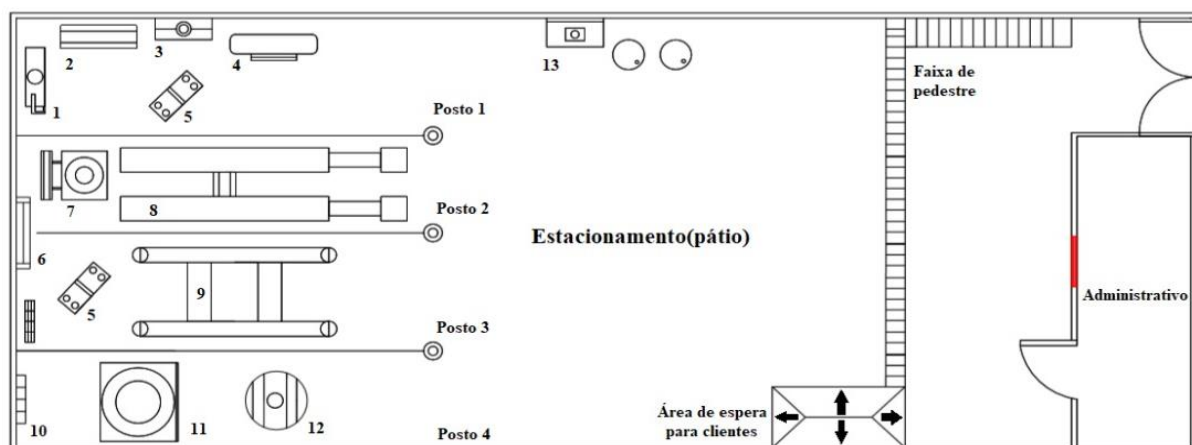 2
3
4
13
Faixa de
pedestre
1
5
Posto 1
7
8
Posto 2
Estacionamento(pátio)
6
5
9
Administrativo
Posto 3
10
11
12
Posto 4
Área de espera
para clientes